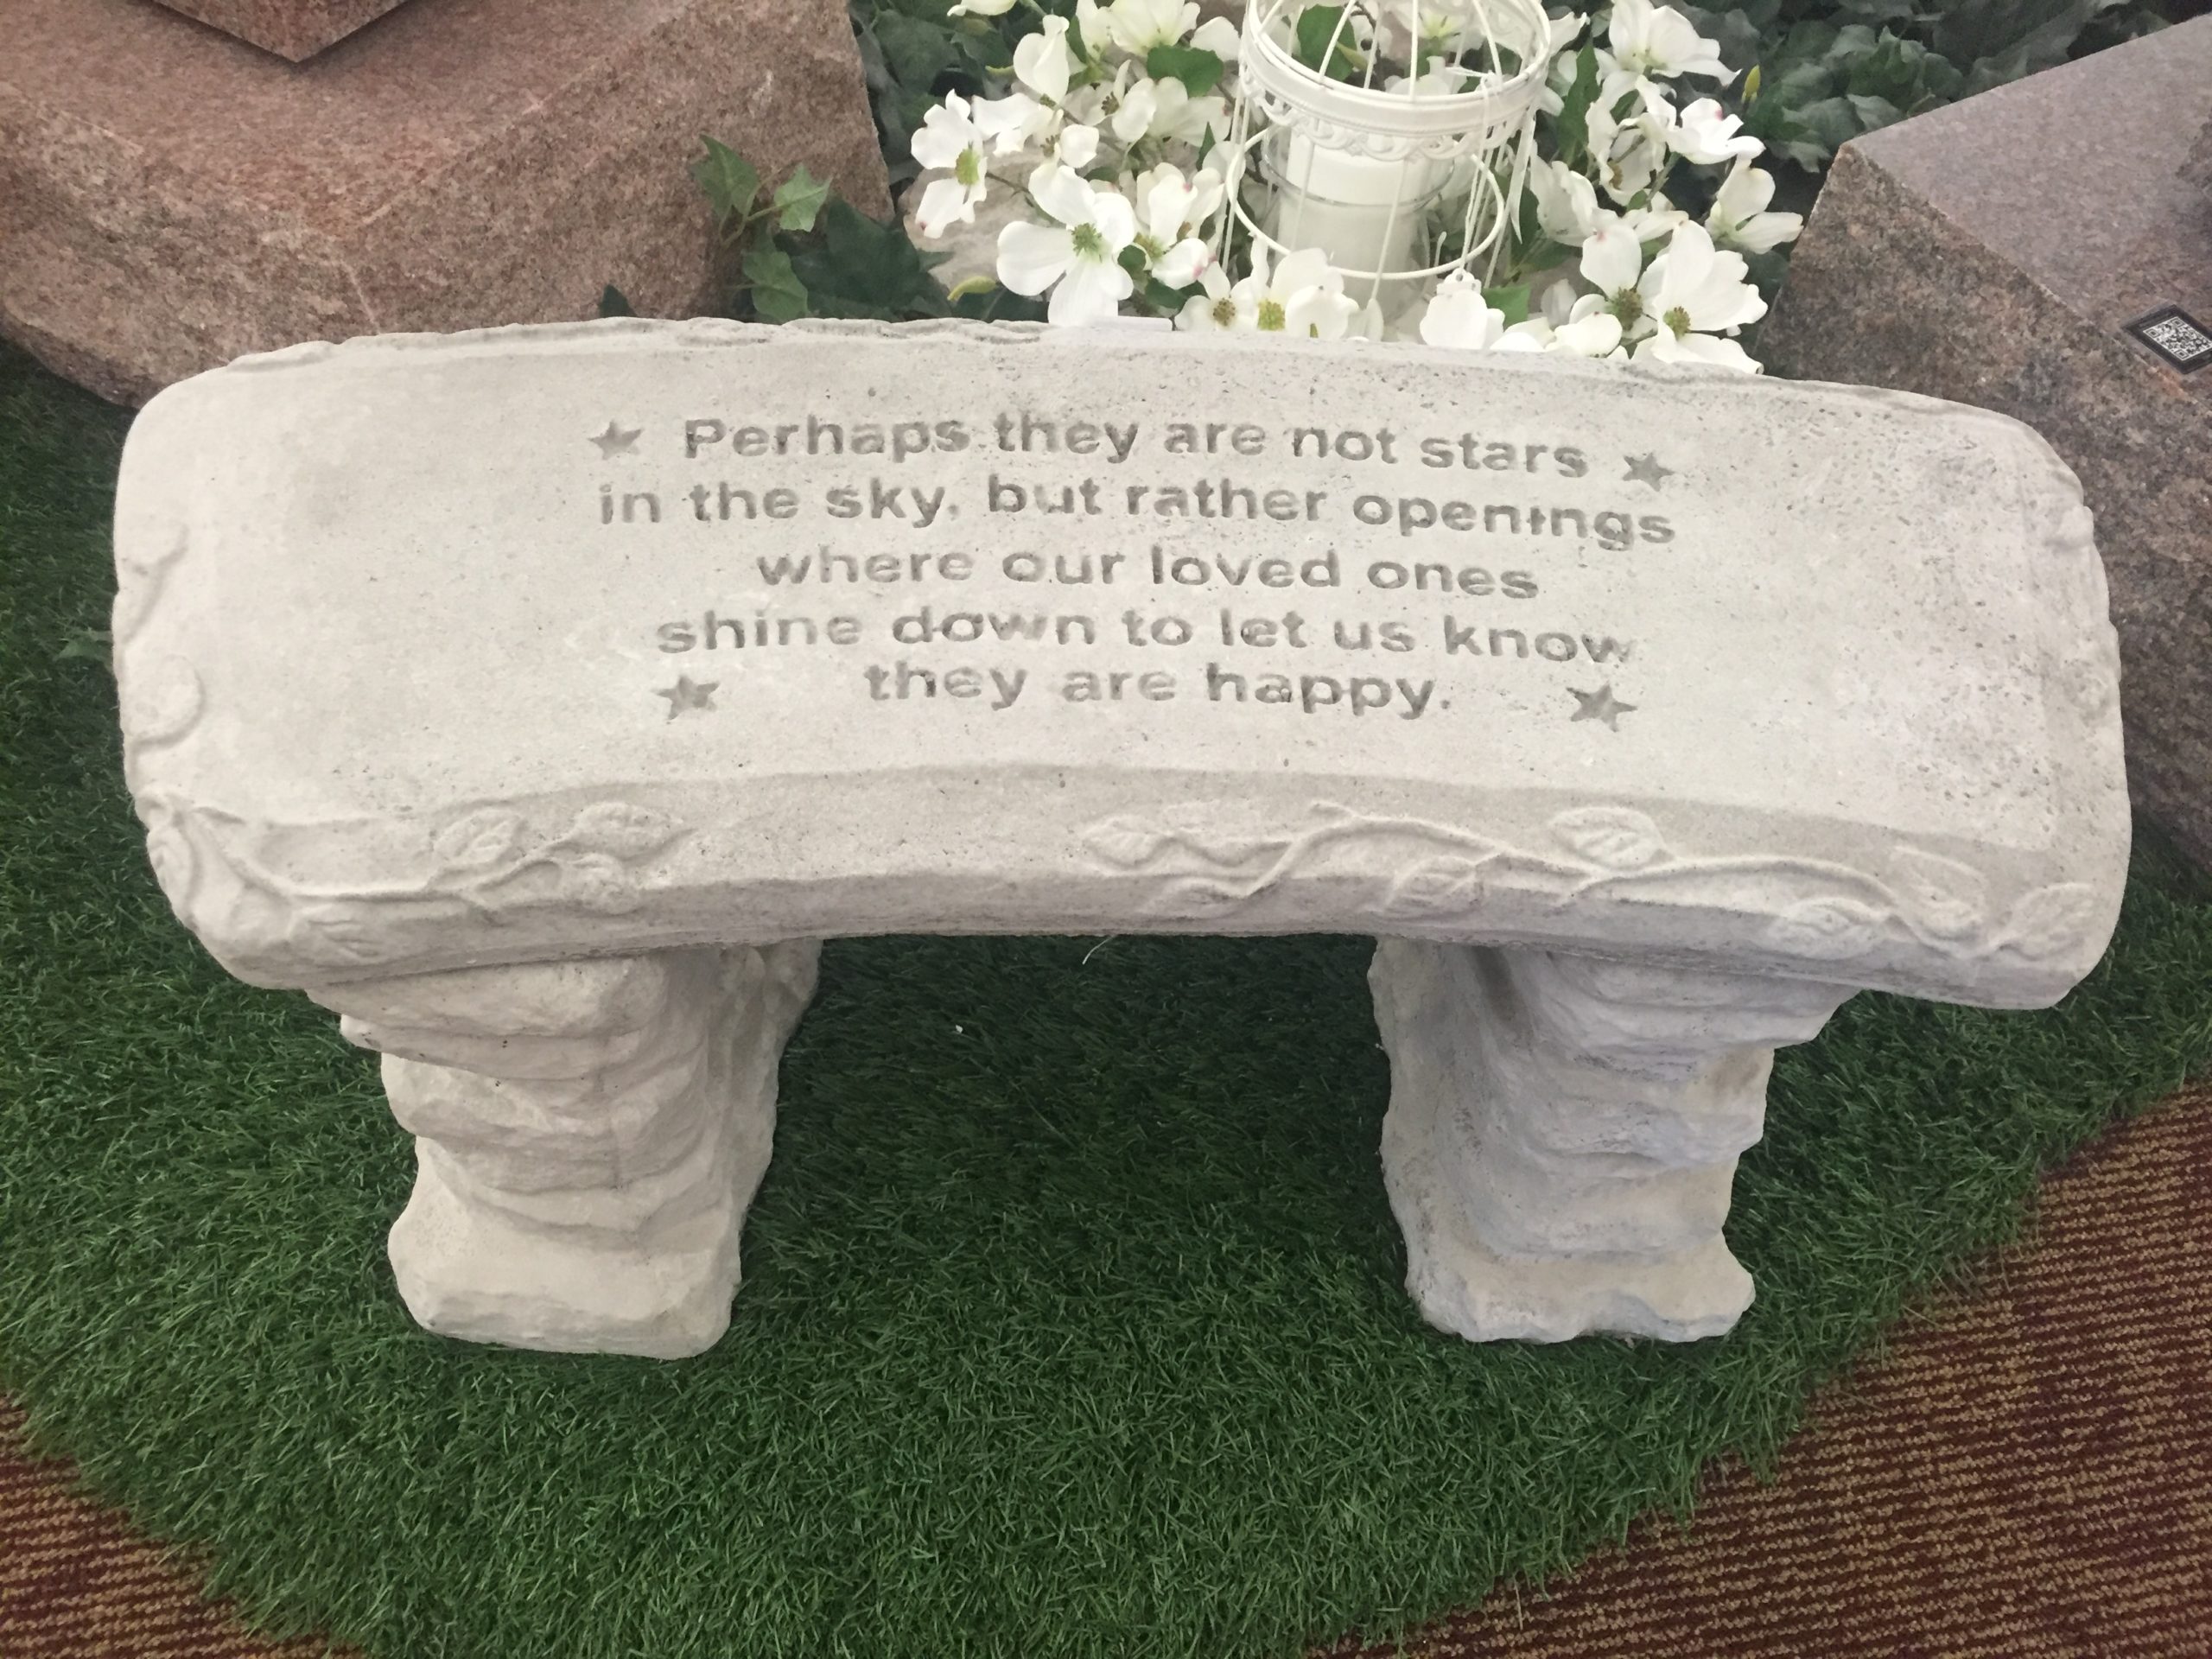 Perhaps they are not stars
in the sky, but rather openings
where our loved ones
shine down to let us know
they are happy.